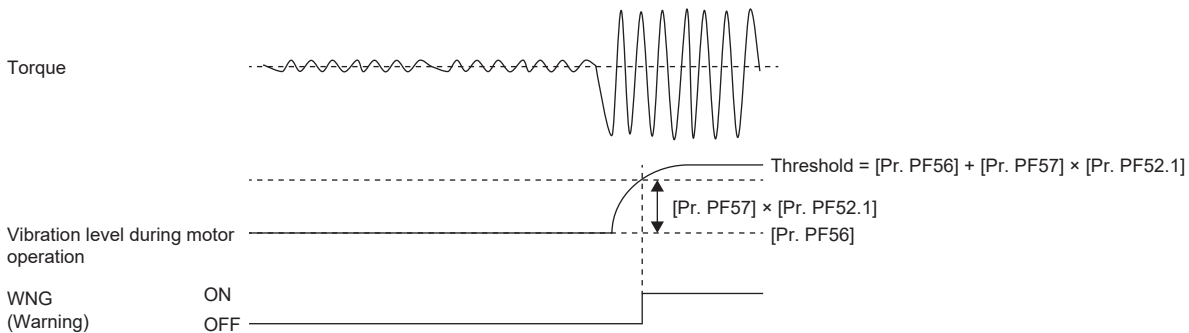 Torque
Threshold = [Pr. PF56] + [Pr. PF57] × [Pr. PF52.1]
[Pr. PF57] × [Pr. PF52.1]
Vibration level during motor
operation
[Pr. PF56]
WNG
(Warning)
ON
OFF